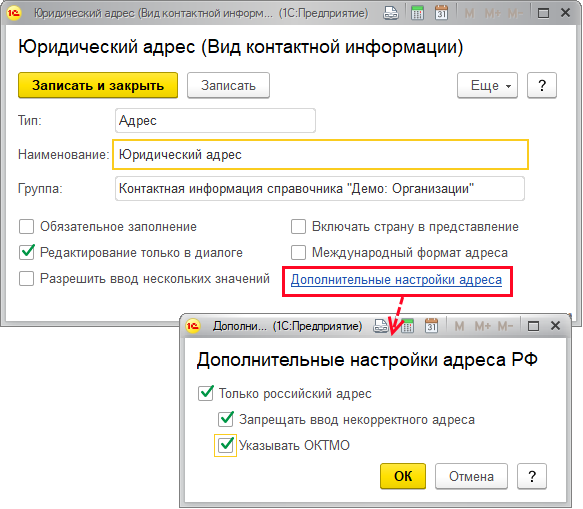 Юридический адрес (Вид контактной информ... (1С:Предприятие) M M+ M-
Юридический адрес (Вид контактной информации)
Записать и закрыть Записать Еще ?
Тип: Адрес
Наименование: Юридический адрес
Группа: Контактная информация справочника "Демо: Организации"
Обязательное заполнение Включать страну в представление
Редактирование только в диалоге Международный формат адреса
Разрешить ввод нескольких значений Дополнительные настройки адреса
Дополни... (1С:Предприятие) M M+ M-
Дополнительные настройки адреса РФ
Только российский адрес
Запрещать ввод некорректного адреса
Указывать ОКТМО
ОК Отмена ?